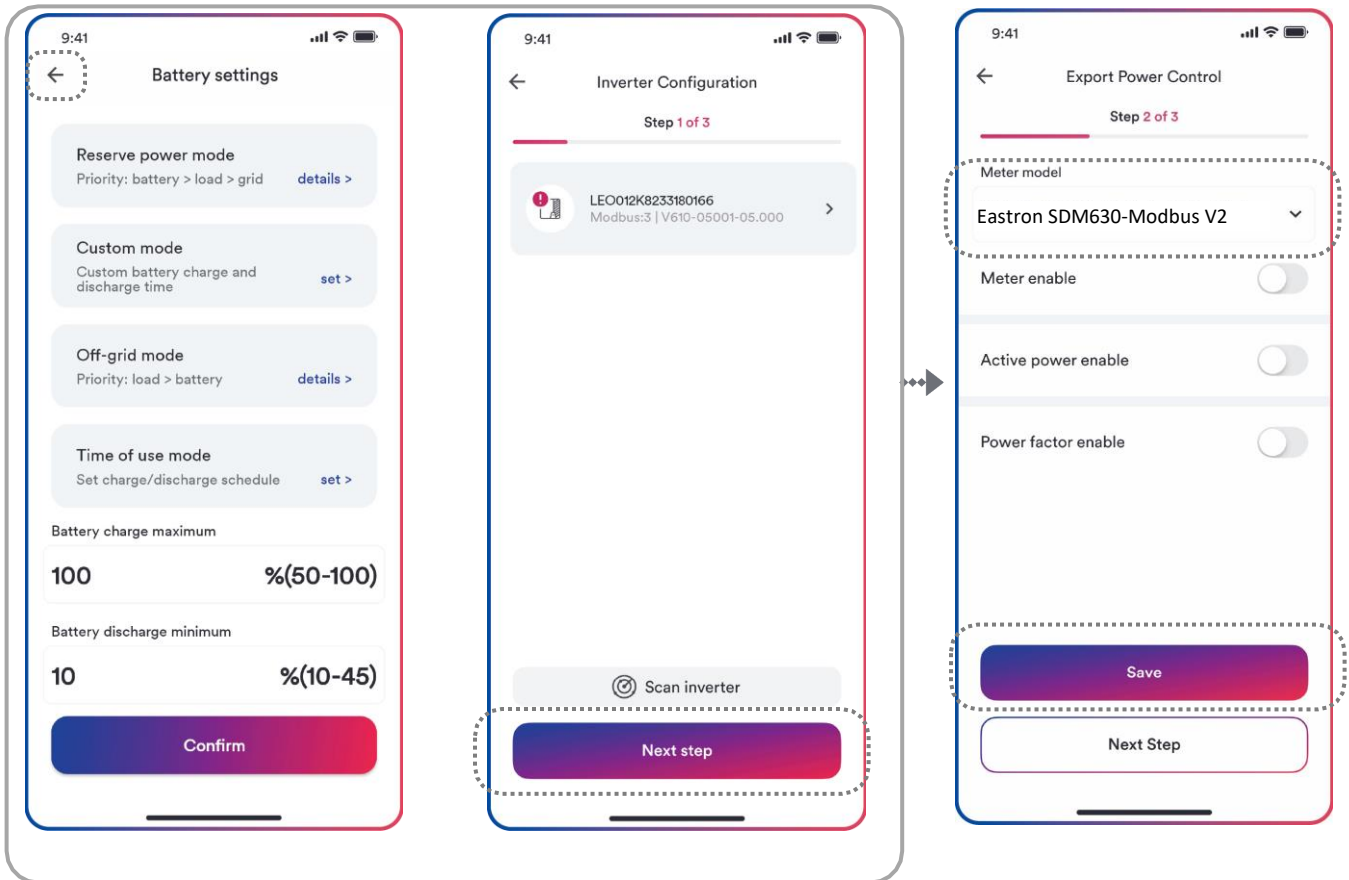 9:41
Battery settings
Reserve power mode
Priority: battery > load > grid details >
Custom mode
Custom battery charge and
discharge time set >
Off-grid mode
Priority: load > battery details >
Time of use mode
Set charge/discharge schedule set >
Battery charge maximum
100 %(50-100)
Battery discharge minimum
10 %(10-45)
Confirm
9:41
Inverter Configuration
Step 1 of 3
LEO012K8233180166
Modbus:3 | V610-05001-05.000
Scan inverter
Next step
9:41
Export Power Control
Step 2 of 3
Meter model
Eastron SDM630-Modbus V2
Meter enable
Active power enable
Power factor enable
Save
Next Step